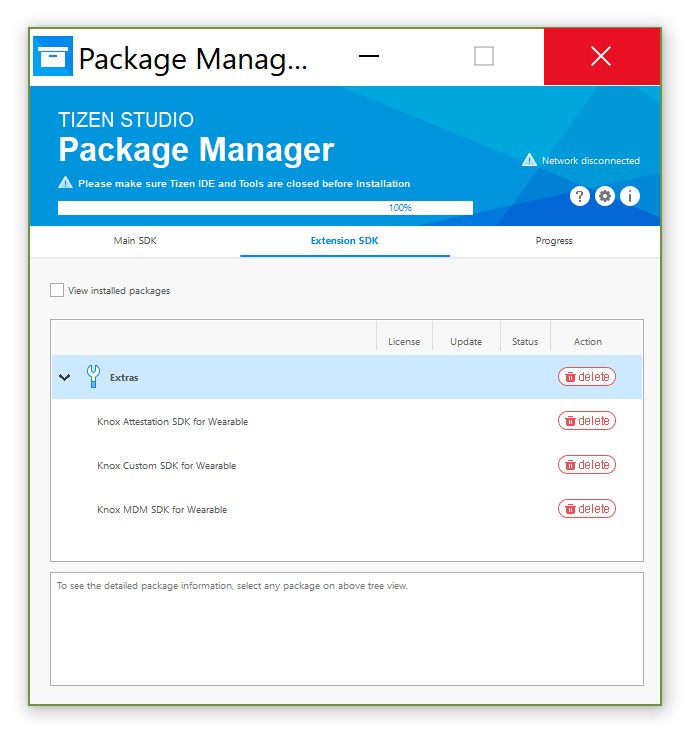 Package Manag...
TIZEN STUDIO
Package Manager
Network disconnected
Please make sure Tizen IDE and Tools are closed before Installation
100%
Main SDK Extension SDK Progress
View installed packages
License Update Status Action
Extras delete
Knox Attestation SDK for Wearable delete
Knox Custom SDK for Wearable delete
Knox MDM SDK for Wearable delete
To see the detailed package information, select any package on above tree view.